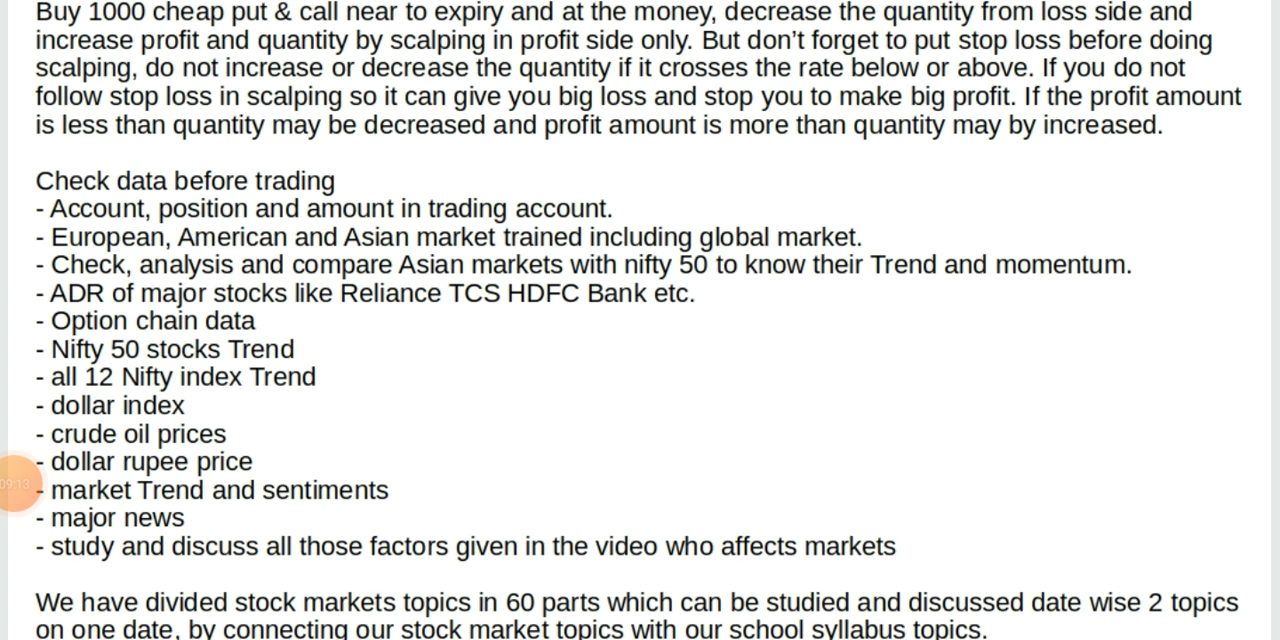 Buy 1000 cheap put & call near to expiry and at the money, decrease the quantity from loss side and
increase profit and quantity by scalping in profit side only. But don’t forget to put stop loss before doing
scalping, do not increase or decrease the quantity if it crosses the rate below or above. If you do not
follow stop loss in scalping so it can give you big loss and stop you to make big profit. If the profit amount
is less than quantity may be decreased and profit amount is more than quantity may by increased.
Check data before trading
- Account, position and amount in trading account.
- European, American and Asian market trained including global market.
- Check, analysis and compare Asian markets with nifty 50 to know their Trend and momentum.
- ADR of major stocks like Reliance TCS HDFC Bank etc.
- Option chain data
- Nifty 50 stocks Trend
- all 12 Nifty index Trend
- dollar index
- crude oil prices
- dollar rupee price
09:13
- market Trend and sentiments
- major news
- study and discuss all those factors given in the video who affects markets
We have divided stock markets topics in 60 parts which can be studied and discussed date wise 2 topics
on one date, by connecting our stock market topics with our school syllabus topics.